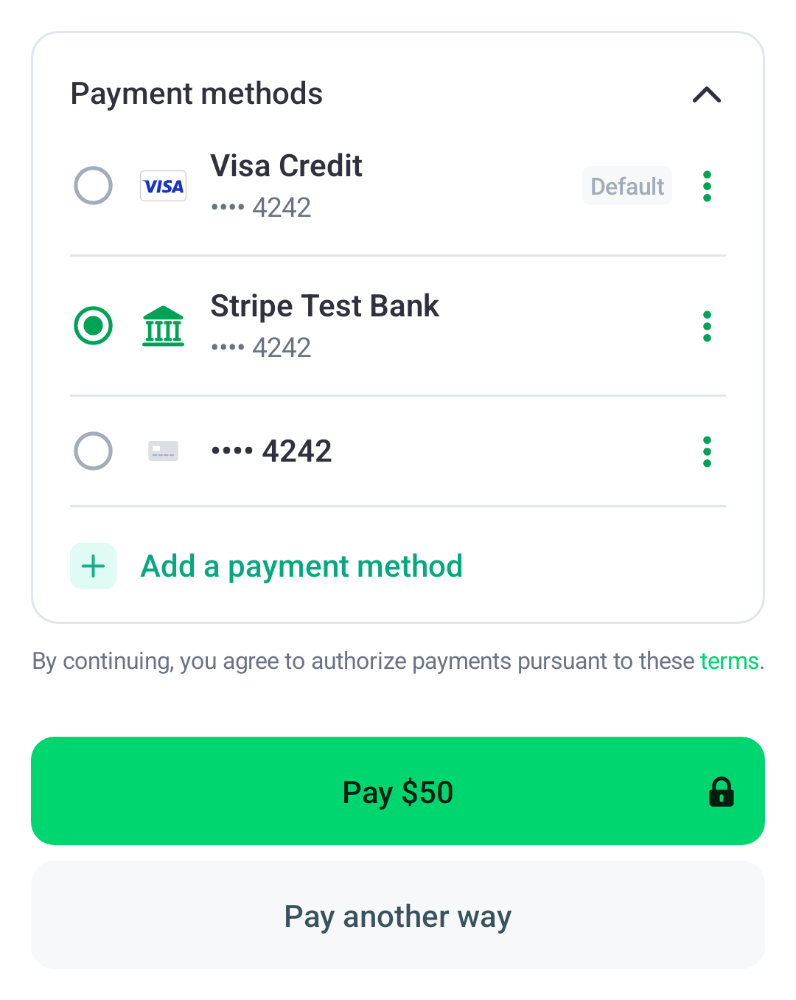 Payment methods
VISA
Visa Credit
•••• 4242
Default
Stripe Test Bank
•••• 4242
•••• 4242
Add a payment method
By continuing, you agree to authorize payments pursuant to these terms.
Pay $50
Pay another way